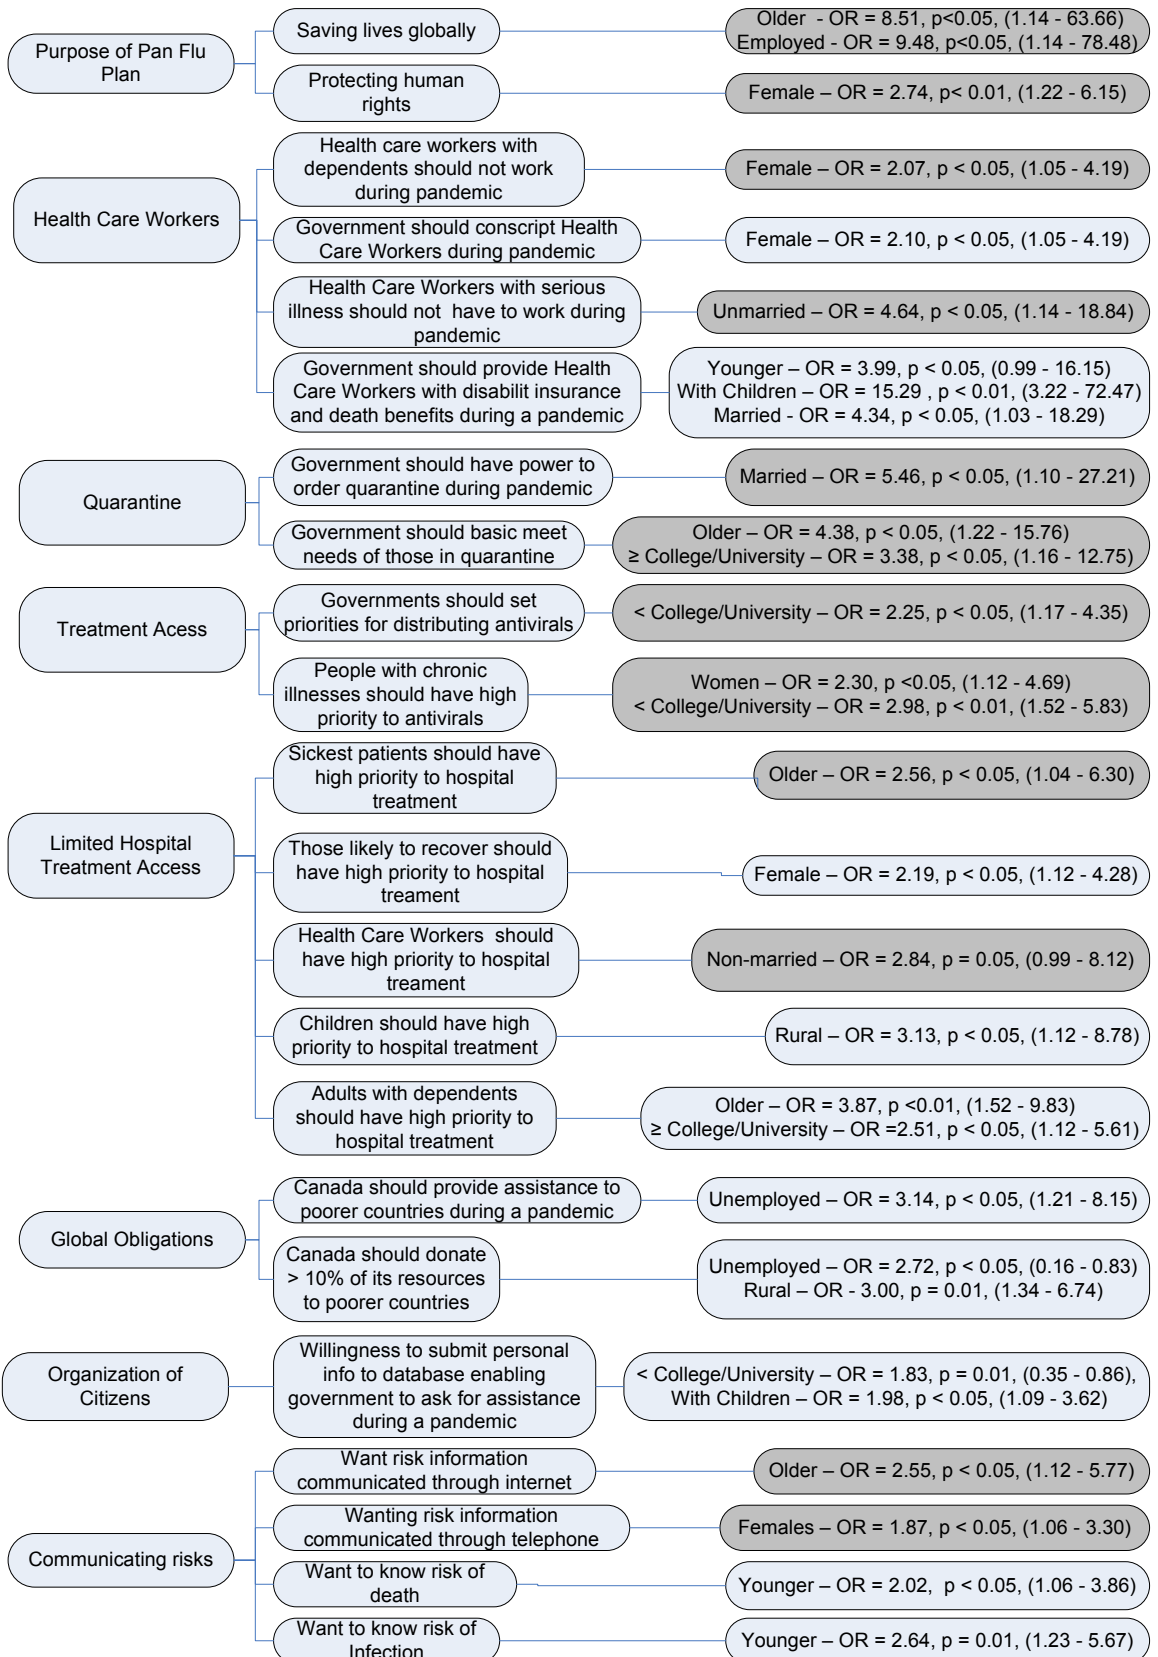 Purpose of Pan Flu
Plan
Saving lives globally
Older - OR = 8.51, p<0.05, (1.14 - 63.66)
Employed - OR = 9.48, p<0.05, (1.14 - 78.48)
Protecting human
rights
Female – OR = 2.74, p< 0.01, (1.22 - 6.15)
Health Care Workers
Health care workers with
dependents should not work
during pandemic
Female – OR = 2.07, p < 0.05, (1.05 - 4.19)
Government should conscript Health
Care Workers during pandemic
Female – OR = 2.10, p < 0.05, (1.05 - 4.19)
Health Care Workers with serious
illness should not have to work during
pandemic
Unmarried – OR = 4.64, p < 0.05, (1.14 - 18.84)
Government should provide Health
Care Workers with disabilit insurance
and death benefits during a pandemic
Younger – OR = 3.99, p < 0.05, (0.99 - 16.15)
With Children – OR = 15.29 , p < 0.01, (3.22 - 72.47)
Married - OR = 4.34, p < 0.05, (1.03 - 18.29)
Quarantine
Government should have power to
order quarantine during pandemic
Married – OR = 5.46, p < 0.05, (1.10 - 27.21)
Government should basic meet
needs of those in quarantine
Older – OR = 4.38, p < 0.05, (1.22 - 15.76)
≥ College/University – OR = 3.38, p < 0.05, (1.16 - 12.75)
Treatment Acess
Governments should set
priorities for distributing antivirals
< College/University – OR = 2.25, p < 0.05, (1.17 - 4.35)
People with chronic
illnesses should have high
priority to antivirals
Women – OR = 2.30, p <0.05, (1.12 - 4.69)
< College/University – OR = 2.98, p < 0.01, (1.52 - 5.83)
Limited Hospital
Treatment Access
Sickest patients should have
high priority to hospital
treatment
Older – OR = 2.56, p < 0.05, (1.04 - 6.30)
Those likely to recover should
have high priority to hospital
treament
Female – OR = 2.19, p < 0.05, (1.12 - 4.28)
Health Care Workers should
have high priority to hospital
treament
Non-married – OR = 2.84, p = 0.05, (0.99 - 8.12)
Children should have high
priority to hospital treatment
Rural – OR = 3.13, p < 0.05, (1.12 - 8.78)
Adults with dependents
should have high priority to
hospital treatment
Older – OR = 3.87, p <0.01, (1.52 - 9.83)
≥ College/University – OR =2.51, p < 0.05, (1.12 - 5.61)
Global Obligations
Canada should provide assistance to
poorer countries during a pandemic
Unemployed – OR = 3.14, p < 0.05, (1.21 - 8.15)
Canada should donate
> 10% of its resources
to poorer countries
Unemployed – OR = 2.72, p < 0.05, (0.16 - 0.83)
Rural – OR - 3.00, p = 0.01, (1.34 - 6.74)
Organization of
Citizens
Willingness to submit personal
info to database enabling
government to ask for assistance
during a pandemic
< College/University – OR = 1.83, p = 0.01, (0.35 - 0.86),
With Children – OR = 1.98, p < 0.05, (1.09 - 3.62)
Communicating risks
Want risk information
communicated through internet
Older – OR = 2.55, p < 0.05, (1.12 - 5.77)
Wanting risk information
communicated through telephone
Females – OR = 1.87, p < 0.05, (1.06 - 3.30)
Want to know risk of
death
Younger – OR = 2.02, p < 0.05, (1.06 - 3.86)
Want to know risk of
Infection
Younger – OR = 2.64, p = 0.01, (1.23 - 5.67)